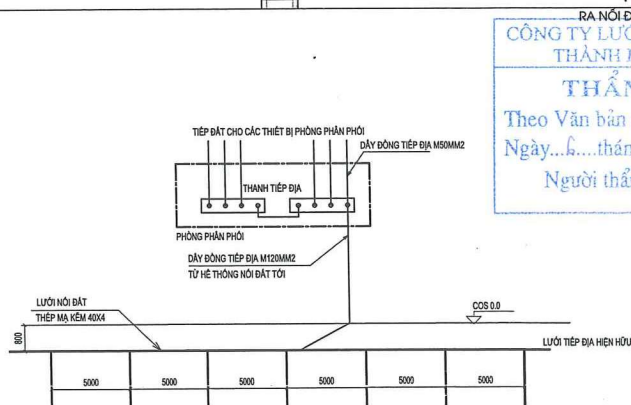 RA NỐI Đ
CÔNG TY LƯỚ
THÀNH
THẨ
Theo Văn bản
Ngày...6....thán
Người thẩ
TIẾP ĐẤT CHO CÁC THIẾT BỊ PHÒNG PHÂN PHỐI
DÂY ĐỒNG TIẾP ĐỊA M50MM2
THANH TIẾP ĐỊA
PHÒNG PHÂN PHỐI
DÂY ĐỒNG TIẾP ĐỊA M120MM2
TỪ HỆ THỐNG NỐI ĐẤT TỚI
LƯỚI NỐI ĐẤT
THÉP MẠ KẼM 40X4
COS 0.0
800
LƯỚI TIẾP ĐỊA HIỆN HỮU
5000 5000 5000 5000 5000 5000